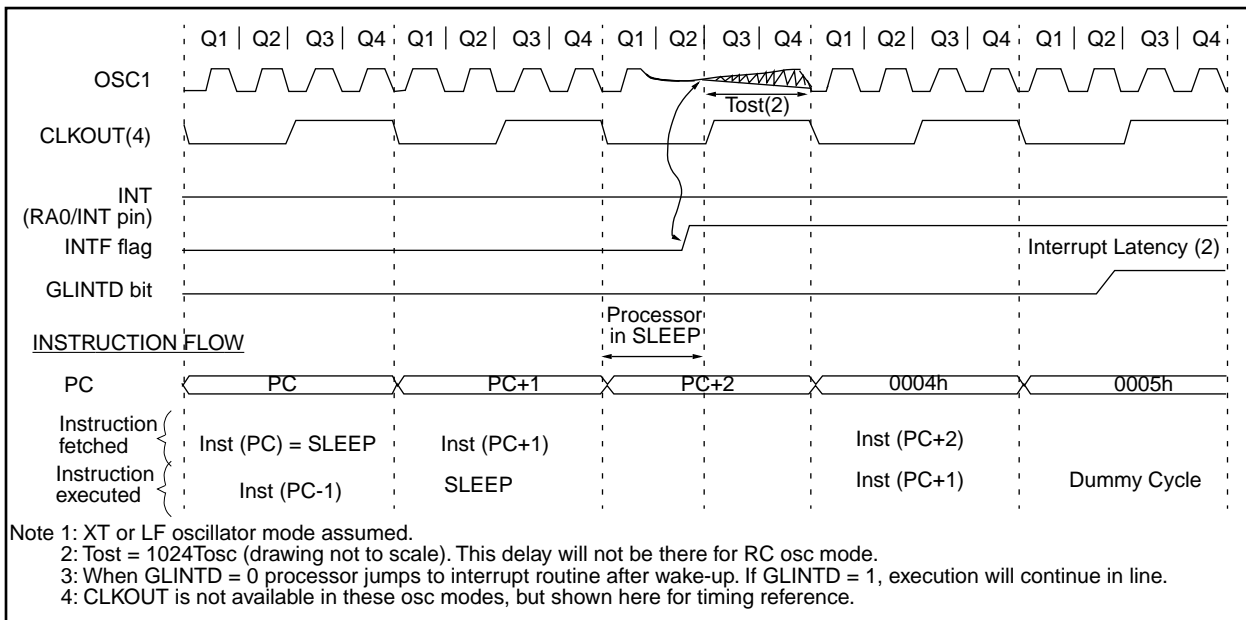 Q1 | Q2 | Q3 | Q4 Q1 | Q2 | Q3 | Q4 Q1 | Q2 | Q3 | Q4 Q1 | Q2 | Q3 | Q4 Q1 | Q2 | Q3 | Q4
OSC1
Tost(2)
CLKOUT(4)
INT
(RA0/INT pin)
INTF flag
Interrupt Latency (2)
GLINTD bit
Processor
in SLEEP
INSTRUCTION FLOW
PC PC PC+1 PC+2 0004h 0005h
Instruction
fetched
Inst (PC) = SLEEP Inst (PC+1) Inst (PC+2)
Instruction
executed
Inst (PC-1) SLEEP Inst (PC+1) Dummy Cycle
Note 1: XT or LF oscillator mode assumed.
2: Tost = 1024Tosc (drawing not to scale). This delay will not be there for RC osc mode.
3: When GLINTD = 0 processor jumps to interrupt routine after wake-up. If GLINTD = 1, execution will continue in line.
4: CLKOUT is not available in these osc modes, but shown here for timing reference.